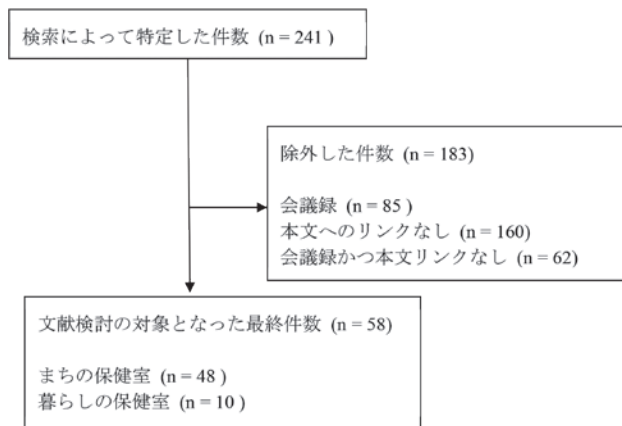 検索によって特定した件数 (n = 241 )
除外した件数 (n = 183)
会議録 (n = 85 )
本文へのリンクなし (n = 160)
会議録かつ本文リンクなし (n = 62)
文献検討の対象となった最終件数 (n = 58)
まちの保健室 (n = 48 )
暮らしの保健室 (n = 10 )